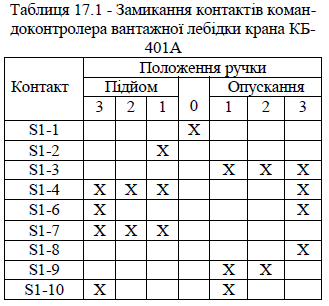 Таблиця 17.1 - Замикання контактів коман-
доконтролера вантажної лебідки крана КБ-
401А
Контакт Положення ручки
Підйом 0 Опускання
3 2 1 1 2 3
S1-1 X
S1-2 X
S1-3 X X X
S1-4 X X X X
S1-6 X X
S1-7 X X X
S1-8 X
S1-9 X X
S1-10 X X